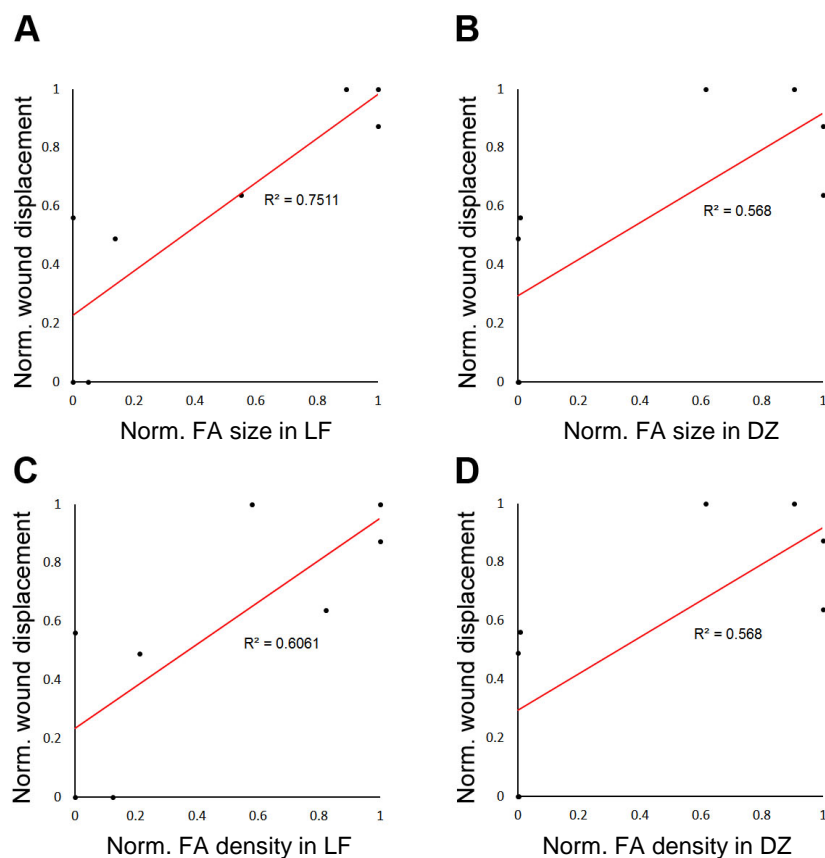 A
Norm. wound displacement
1
0.8
0.6
0.4
0.2
0
R² = 0.7511
0 0.2 0.4 0.6 0.8 1
Norm. FA size in LF
B
Norm. wound displacement
1
0.8
0.6
0.4
0.2
0
R² = 0.568
0 0.2 0.4 0.6 0.8 1
Norm. FA size in DZ
C
Norm. wound displacement
1
0.8
0.6
0.4
0.2
0
R² = 0.6061
0 0.2 0.4 0.6 0.8 1
Norm. FA density in LF
D
Norm. wound displacement
1
0.8
0.6
0.4
0.2
0
R² = 0.568
0 0.2 0.4 0.6 0.8 1
Norm. FA density in DZ